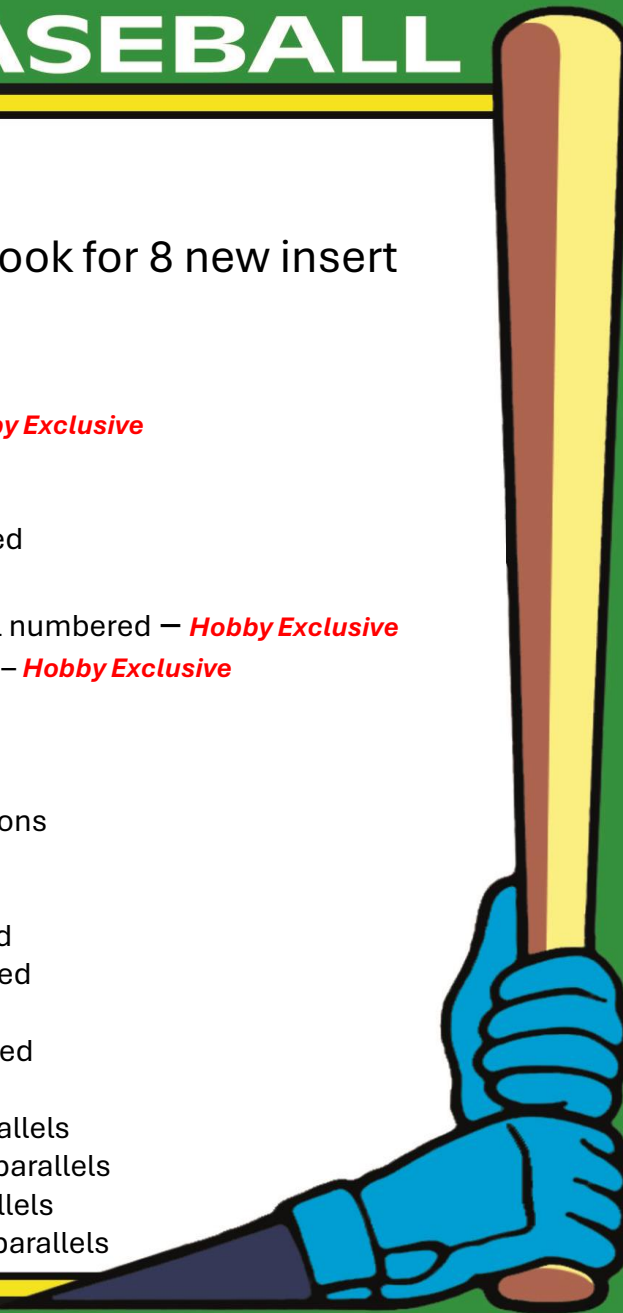 ASEBALL
ook for 8 new insert
by Exclusive
ed
numbered – Hobby Exclusive
– Hobby Exclusive
ons
d
ed
ed
allels
parallels
llels
parallels